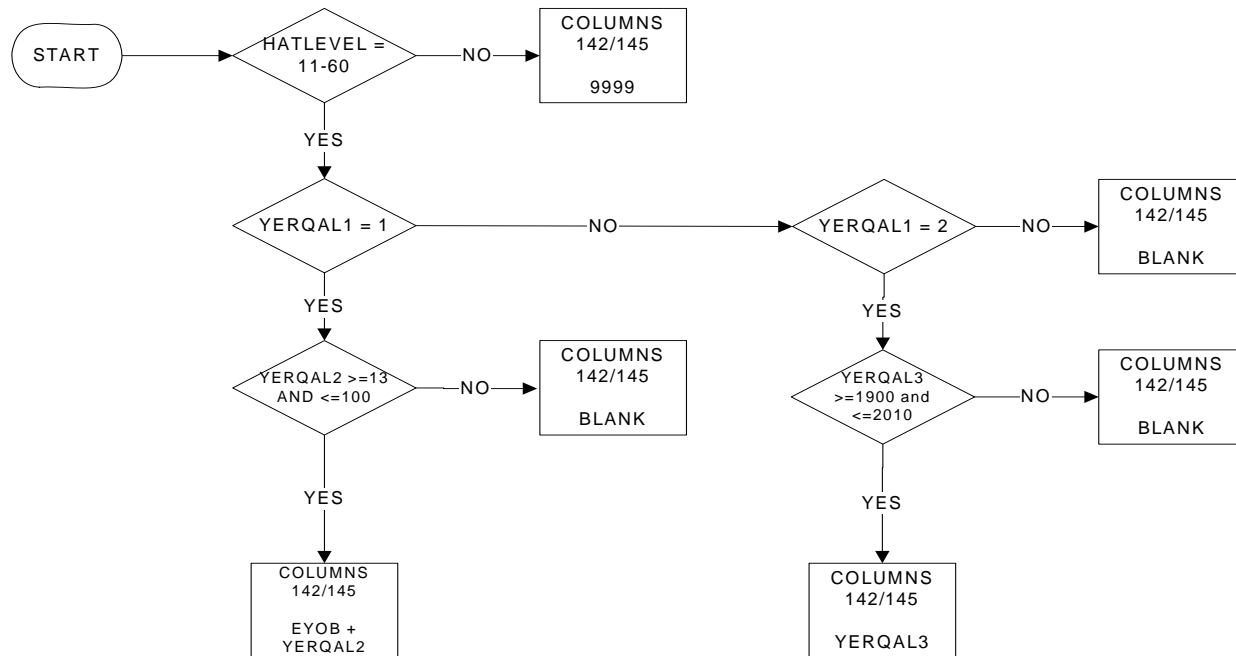 START
HATLEVEL =
11-60
NO
COLUMNS
142/145
9999
YES
YERQAL1 = 1
NO
YERQAL1 = 2
NO
COLUMNS
142/145
BLANK
YES
YES
YERQAL2 >=13
AND <=100
NO
COLUMNS
142/145
BLANK
YERQAL3
>=1900 and
<=2010
NO
COLUMNS
142/145
BLANK
YES
YES
COLUMNS
142/145
EYOB +
YERQAL2
COLUMNS
142/145
YERQAL3